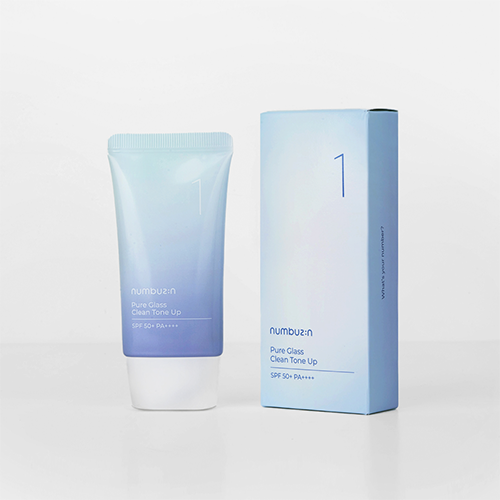 1
numbuz:n
Pure Glass
Clean Tone Up
SPF 50+ PA++++
1
numbuz:n
Pure Glass
Clean Tone Up
SPF 50+ PA++++
What's your number?